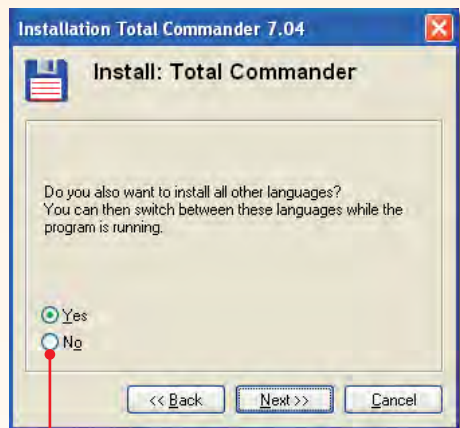 Installation Total Commander 7.04
Install: Total Commander
Do you also want to install all other languages?
You can then switch between these languages while the
program is running.
Yes
No
<< Back Next >> Cancel